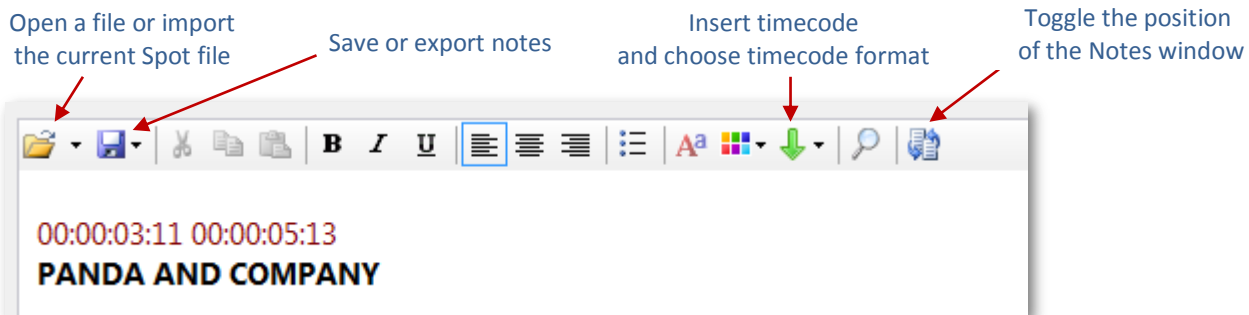 Open a file or import
the current Spot file
Save or export notes
Insert timecode
and choose timecode format
Toggle the position
of the Notes window
B I U Aa
00:00:03:11 00:00:05:13
PANDA AND COMPANY